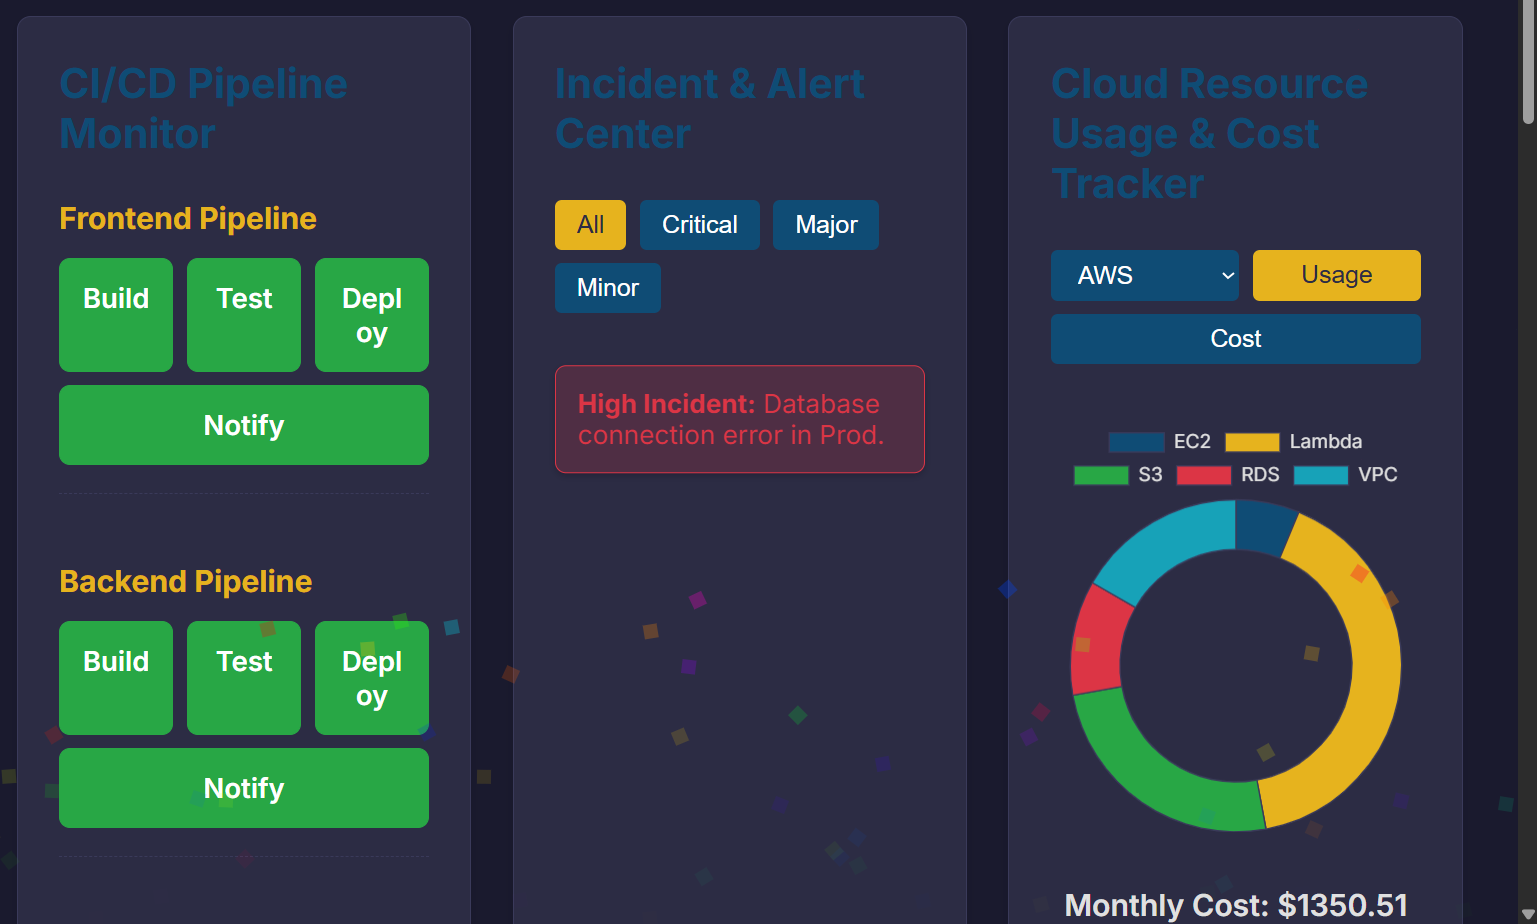 CI/CD Pipeline
Monitor
Frontend Pipeline
Build
Test
Depl
oy
Notify
Backend Pipeline
Build
Test
Depl
oy
Notify
Incident & Alert
Center
All
Critical
Major
Minor
High Incident: Database
connection error in Prod.
Cloud Resource
Usage & Cost
Tracker
AWS
Usage
Cost
EC2
Lambda
S3
RDS
VPC
Monthly Cost: $1350.51